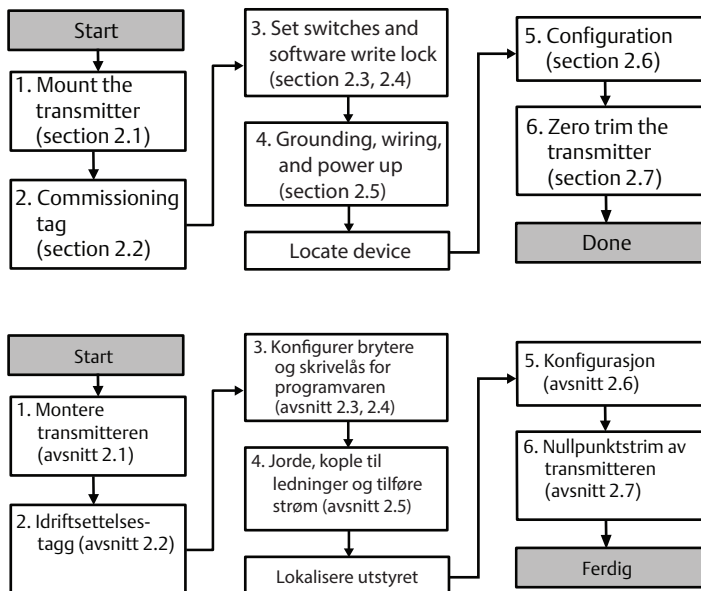 Start
1. Mount the
transmitter
(section 2.1)
2. Commissioning
tag
(section 2.2)
3. Set switches and
software write lock
(section 2.3, 2.4)
4. Grounding, wiring,
and power up
(section 2.5)
Locate device
5. Configuration
(section 2.6)
6. Zero trim the
transmitter
(section 2.7)
Done
Start
1. Montere
transmitteren
(avsnitt 2.1)
2. Idriftsettelses-
tagg (avsnitt 2.2)
3. Konfigurer brytere
og skrivelås for
programvaren
(avsnitt 2.3, 2.4)
4. Jorde, kople til
ledninger og tilføre
strøm (avsnitt 2.5)
Lokalisere utstyret
5. Konfigurasjon
(avsnitt 2.6)
6. Nullpunktstrim av
transmitteren
(avsnitt 2.7)
Ferdig